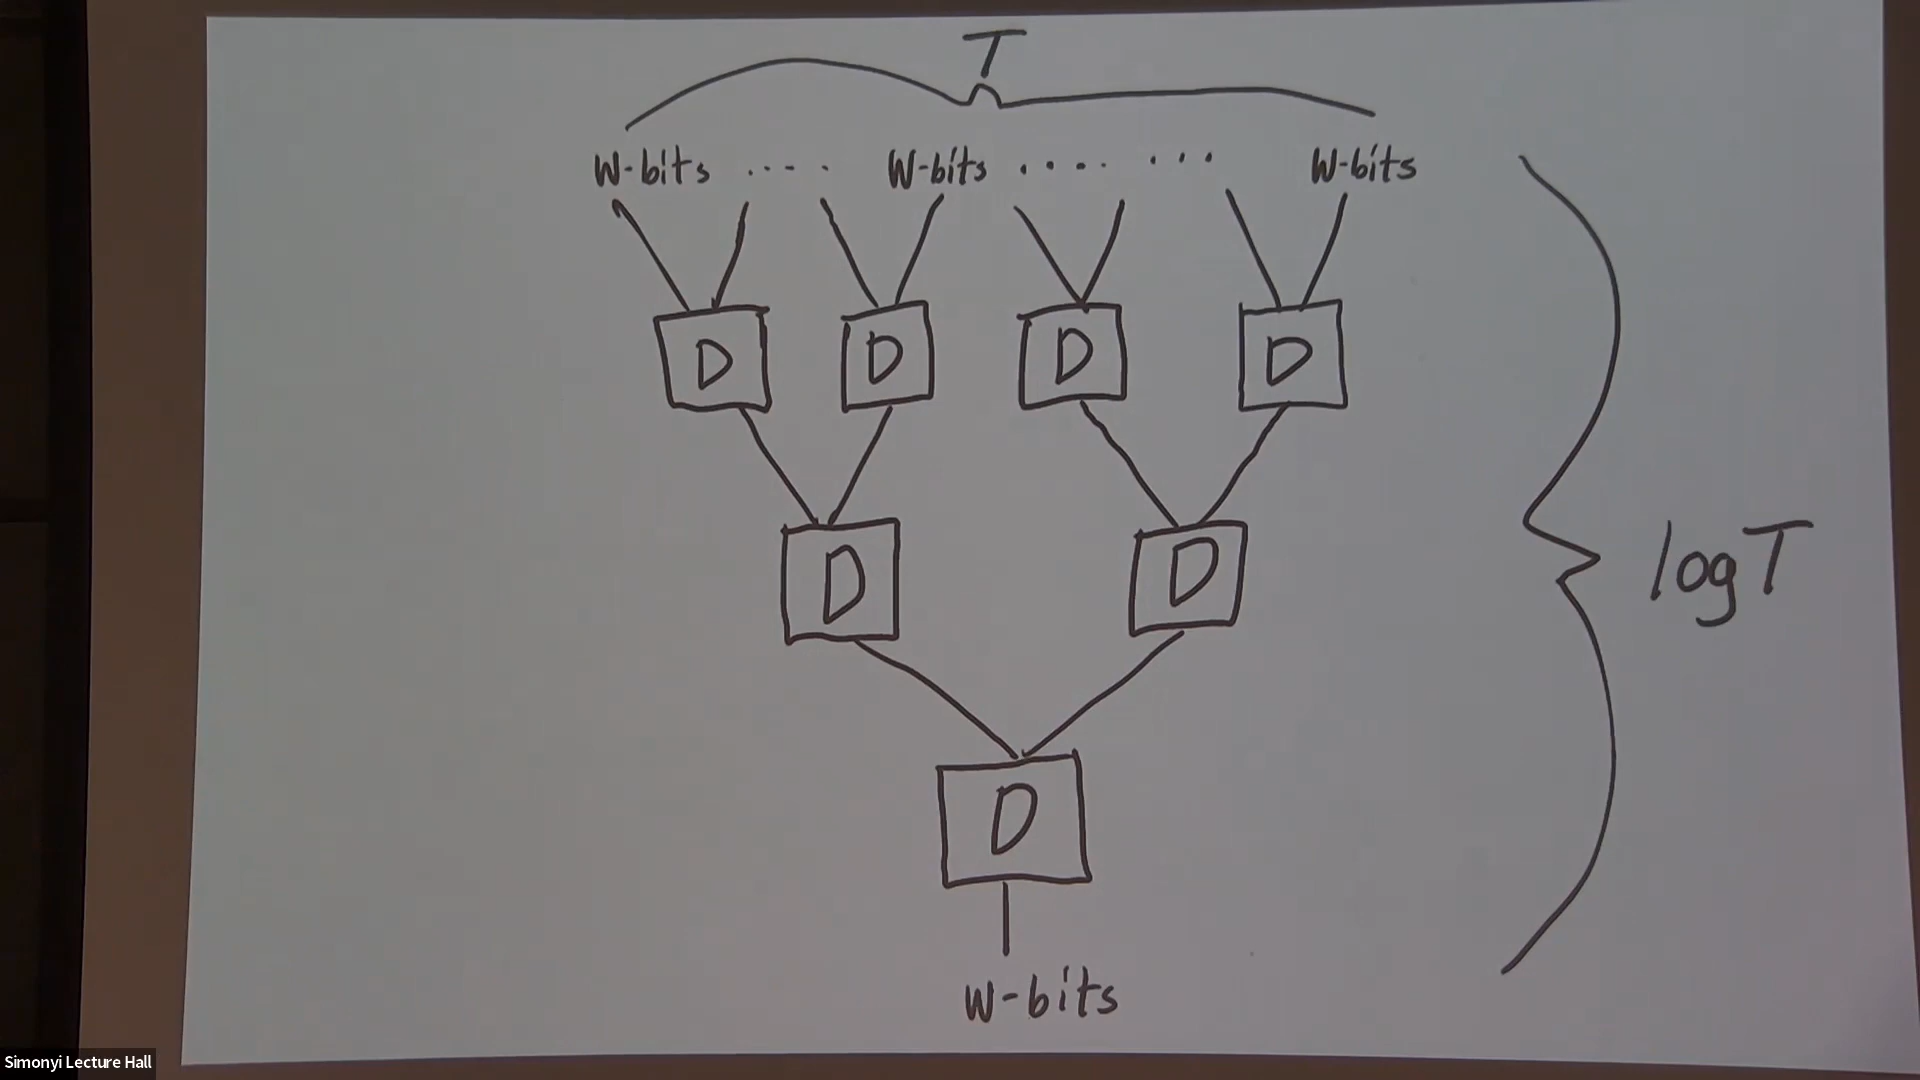 T
W-bits ···· W-bits ···· ··· W-bits
D D D D
D D
log T
D
W-bits
Simonyi Lecture Hall